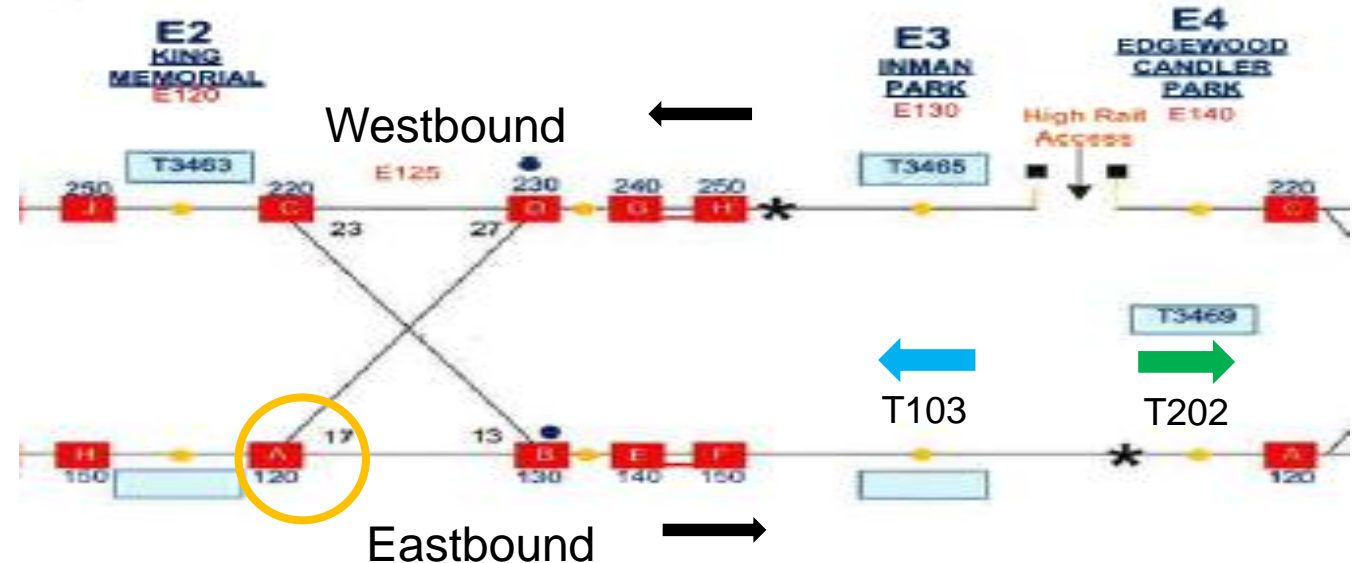 E2
KING
MEMORIAL
E120
E3
INMAN
PARK
E130
E4
EDGEWOOD
CANDLER
PARK
E140
High Rail
Access
Westbound
T3463
E125
T3465
250
220
230
240
250
220
J
C
D
G
H
C
23
27
T3469
T103
T202
17
13
H
A
B
E
F
A
150
120
130
140
150
120
Eastbound